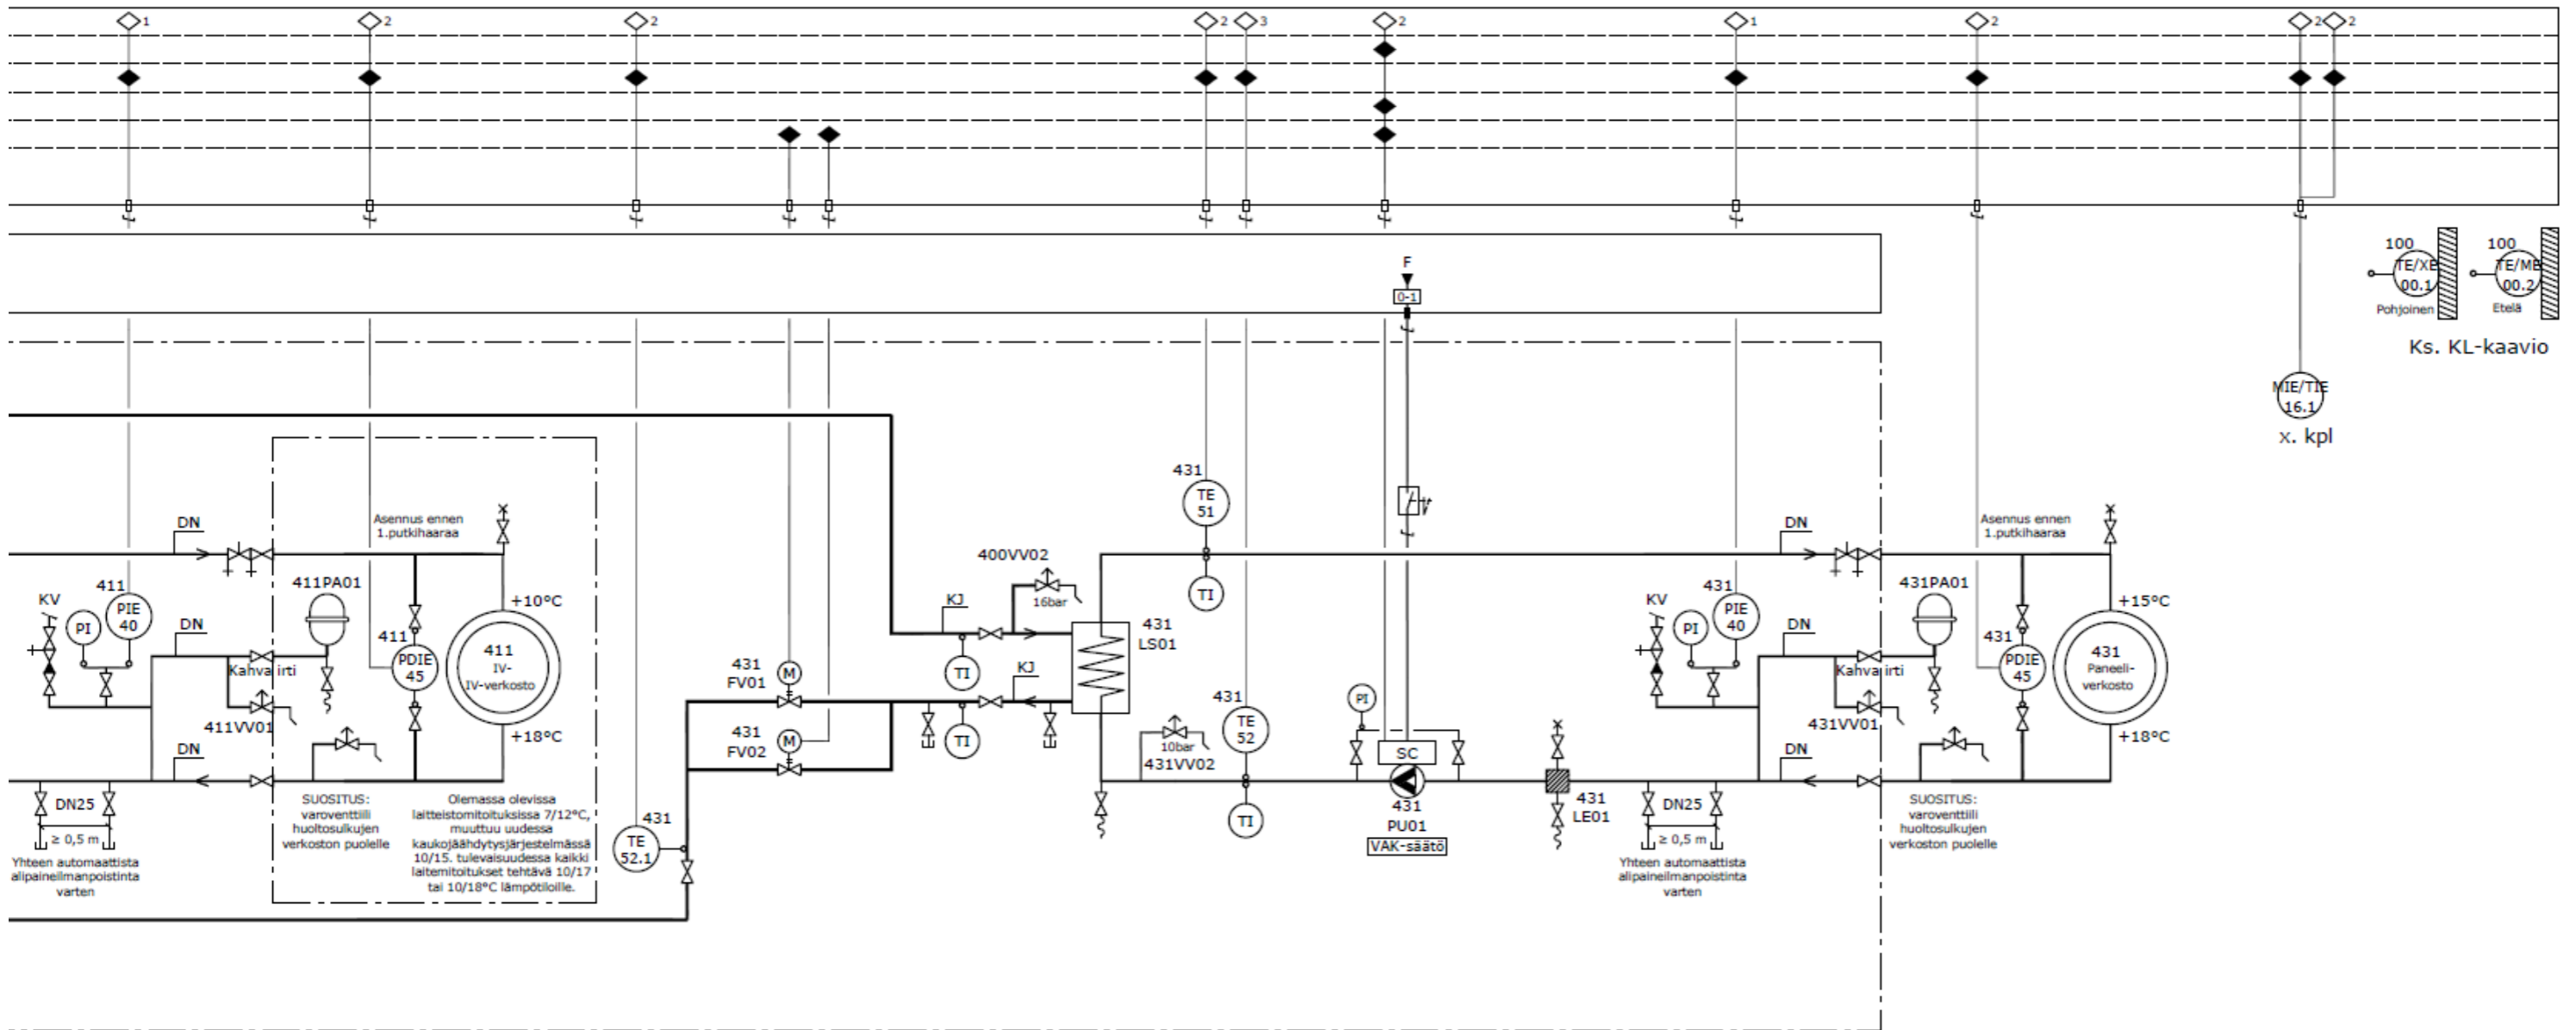 1
2
2
2
3
2
1
2
2
2
F
0-1
100
TE/XE
00.1
Pohjoinen
100
TE/ME
00.2
Etelä
Ks. KL-kaavio
MIE/TIE
16.1
x. kpl
DN
Asennus ennen
1.putkihaaraa
KV
PI
411
PIE
40
DN
411PA01
Kahva irti
411VV01
411
PDIE
45
+10°C
411
IV-
IV-verkosto
+18°C
DN
DN25
≥ 0,5 m
Yhteen automaattista
alipaineilmanpoistinta
varten
SUOSITUS:
varoventtiili
huoltosulkujen
verkoston puolelle
Olemassa olevissa
laitteistomitoituksissa 7/12°C,
muuttuu uudessa
kaukojäähdytysjärjestelmässä
10/15. tulevaisuudessa kaikki
laitemitoitukset tehtävä 10/17
tai 10/18°C lämpötiloille.
431
TE
52.1
431
FV01
M
431
FV02
M
KJ
TI
400VV02
16bar
KJ
TI
431
LS01
431
TE
51
TI
10bar
431VV02
431
TE
52
TI
PI
SC
431
PU01
VAK-säätö
431
LE01
DN
Asennus ennen
1.putkihaaraa
KV
PI
431
PIE
40
DN
431PA01
Kahva irti
431VV01
431
PDIE
45
+15°C
431
Paneeli-
verkosto
+18°C
DN
DN25
≥ 0,5 m
Yhteen automaattista
alipaineilmanpoistinta
varten
SUOSITUS:
varoventtiili
huoltosulkujen
verkoston puolelle